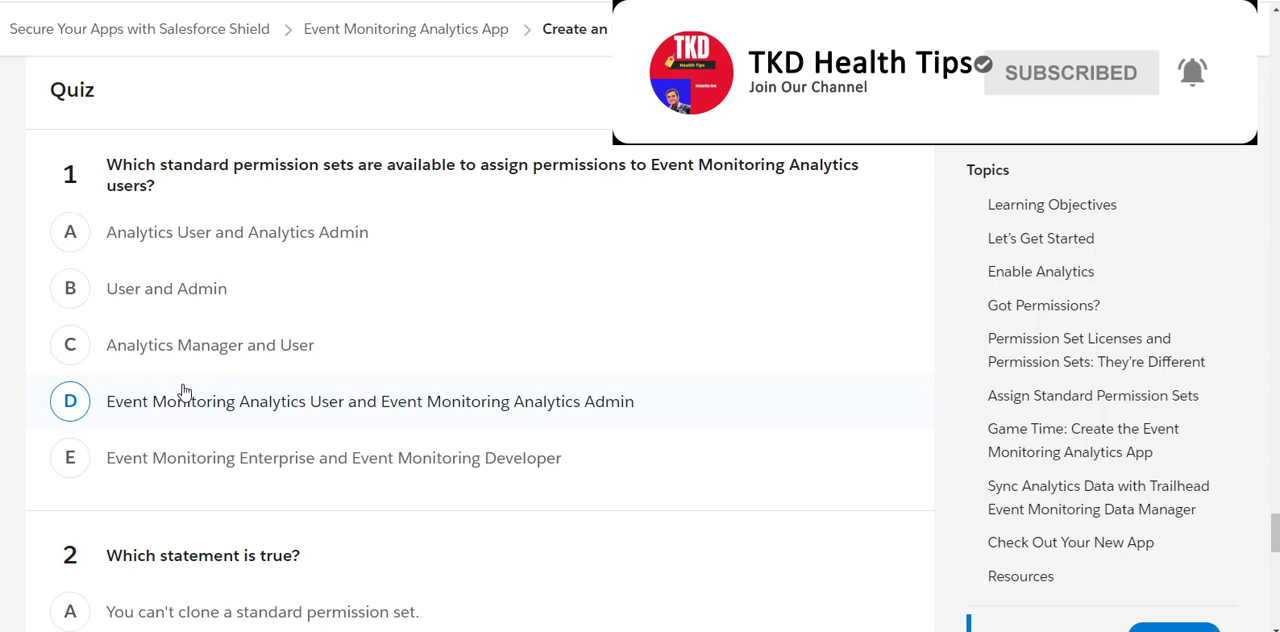 Secure Your Apps with Salesforce Shield > Event Monitoring Analytics App > Create an
TKD
Health Tips
TKD Health Tips
Join Our Channel
SUBSCRIBED
Quiz
1 Which standard permission sets are available to assign permissions to Event Monitoring Analytics
users?
A Analytics User and Analytics Admin
B User and Admin
C Analytics Manager and User
D Event Monitoring Analytics User and Event Monitoring Analytics Admin
E Event Monitoring Enterprise and Event Monitoring Developer
2 Which statement is true?
A You can't clone a standard permission set.
Topics
Learning Objectives
Let’s Get Started
Enable Analytics
Got Permissions?
Permission Set Licenses and
Permission Sets: They’re Different
Assign Standard Permission Sets
Game Time: Create the Event
Monitoring Analytics App
Sync Analytics Data with Trailhead
Event Monitoring Data Manager
Check Out Your New App
Resources